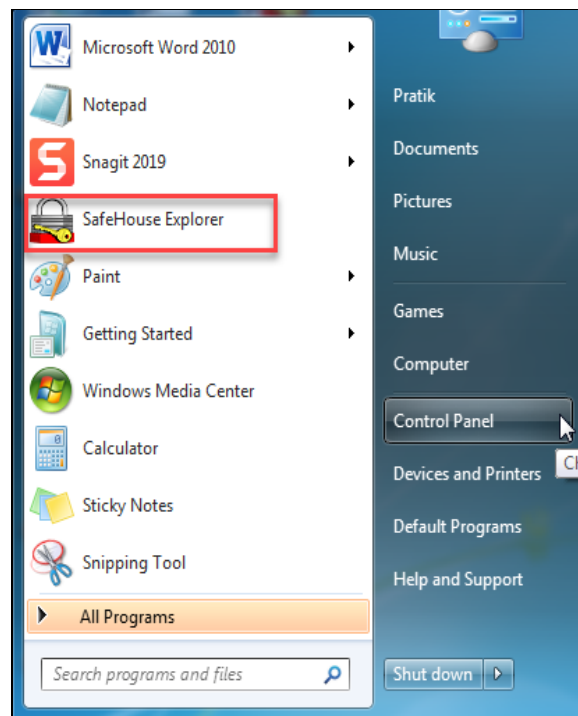 Microsoft Word 2010
Notepad
Snagit 2019
SafeHouse Explorer
Paint
Getting Started
Windows Media Center
Calculator
Sticky Notes
Snipping Tool
All Programs
Search programs and files
Pratik
Documents
Pictures
Music
Games
Computer
Control Panel
Devices and Printers
Default Programs
Help and Support
Shut down